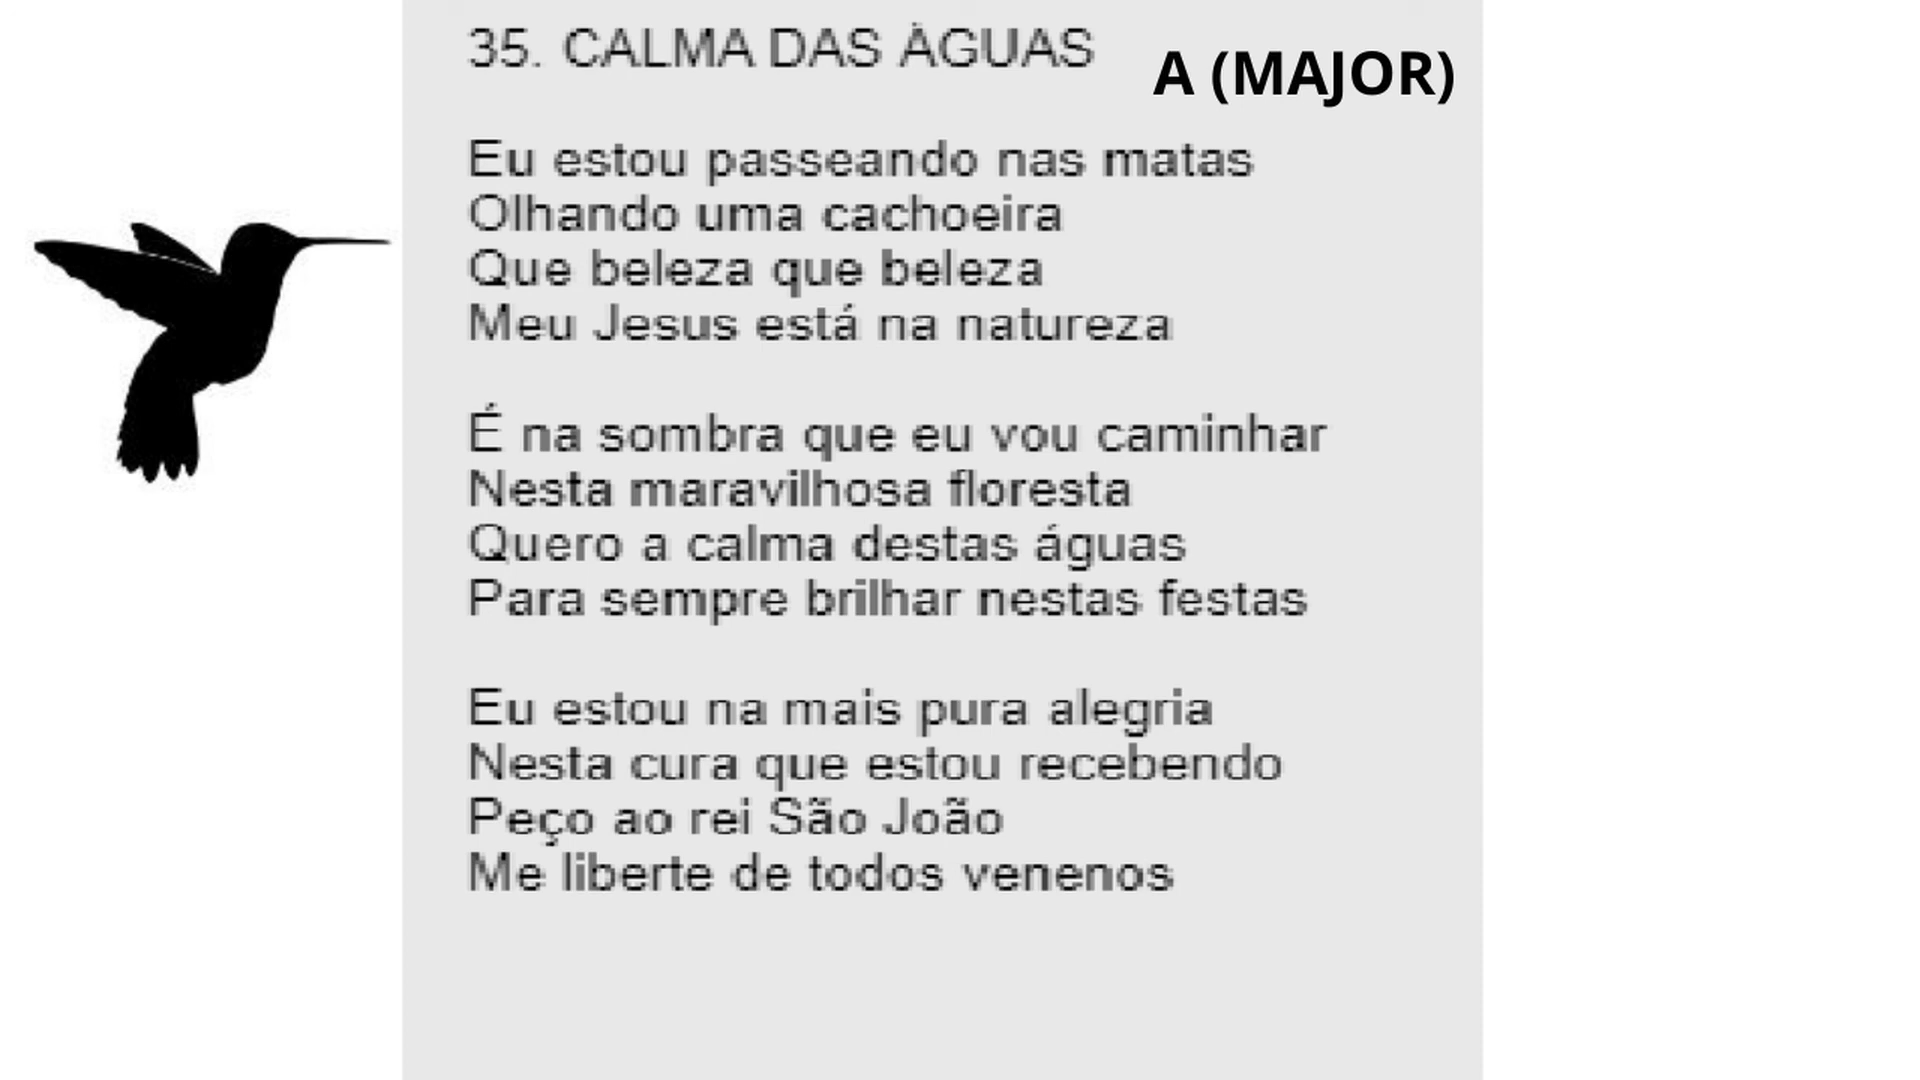 35. CALMA DAS ÁGUAS
A (MAJOR)
Eu estou passeando nas matas
Olhando uma cachoeira
Que beleza que beleza
Meu Jesus está na natureza
É na sombra que eu vou caminhar
Nesta maravilhosa floresta
Quero a calma destas águas
Para sempre brilhar nestas festas
Eu estou na mais pura alegria
Nesta cura que estou recebendo
Peço ao rei São João
Me liberte de todos venenos